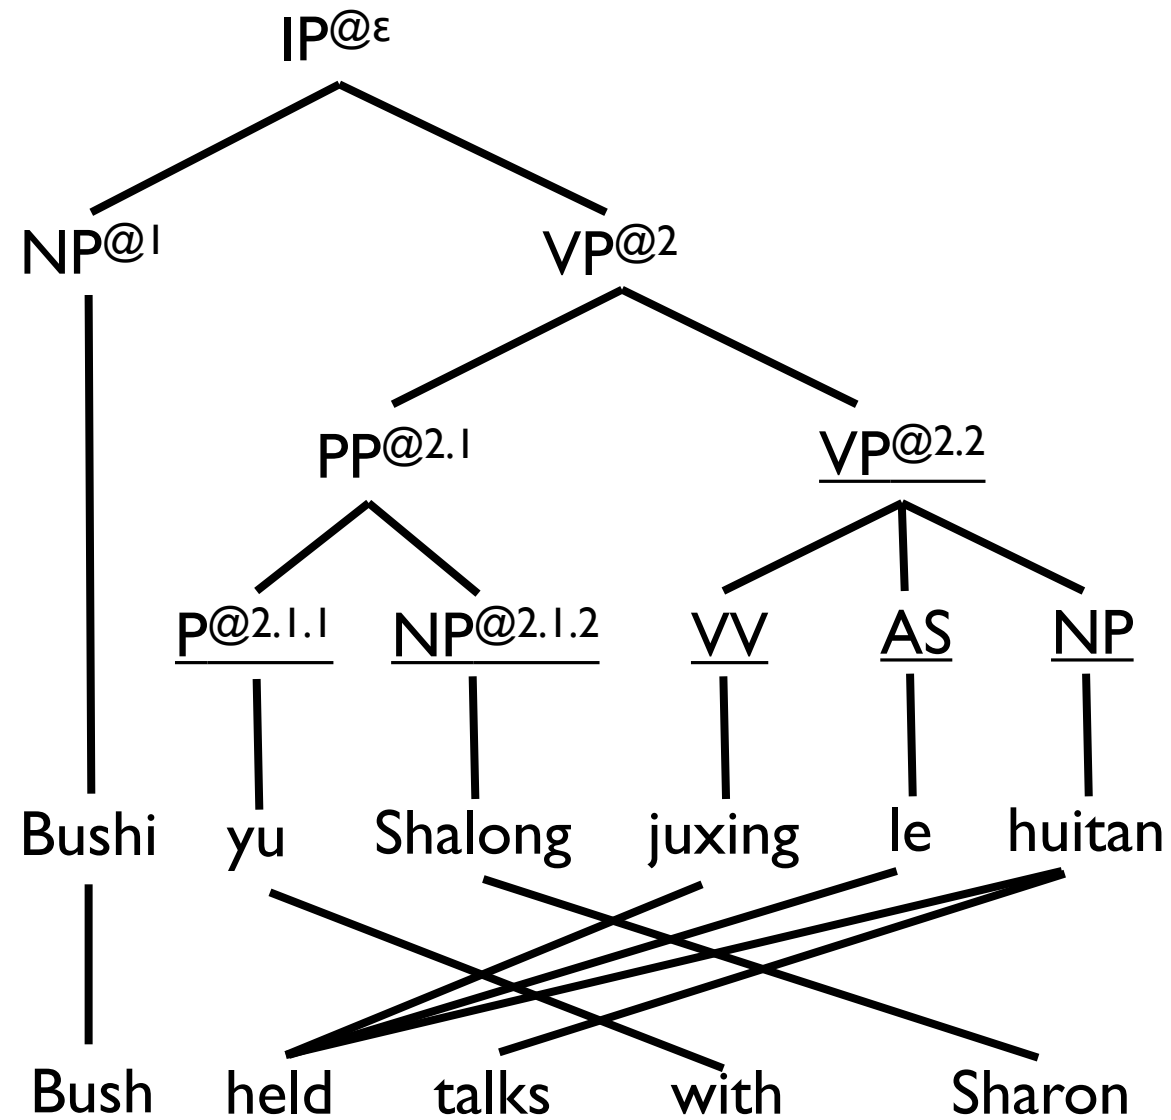 IP@ε
NP@1 VP@2
PP@2.1 VP@2.2
P@2.1.1 NP@2.1.2 VV AS NP
Bushi yu Shalong juxing le huitan
Bush held talks with Sharon